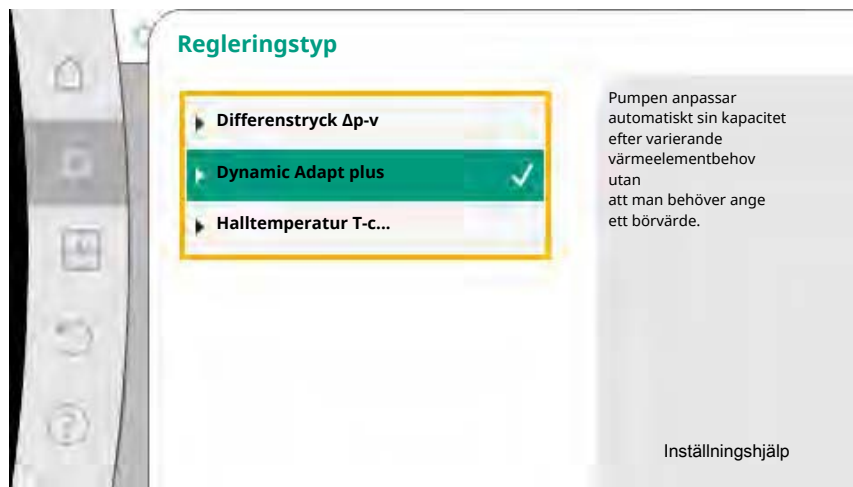 Regleringstyp
Differenstryck Δp-v
Dynamic Adapt plus
Halltemperatur T-c...
Pumpen anpassar
automatiskt sin kapacitet
efter varierande
värmeelementbehov
utan
att man behöver ange
ett börvärde.
Inställningshjälp